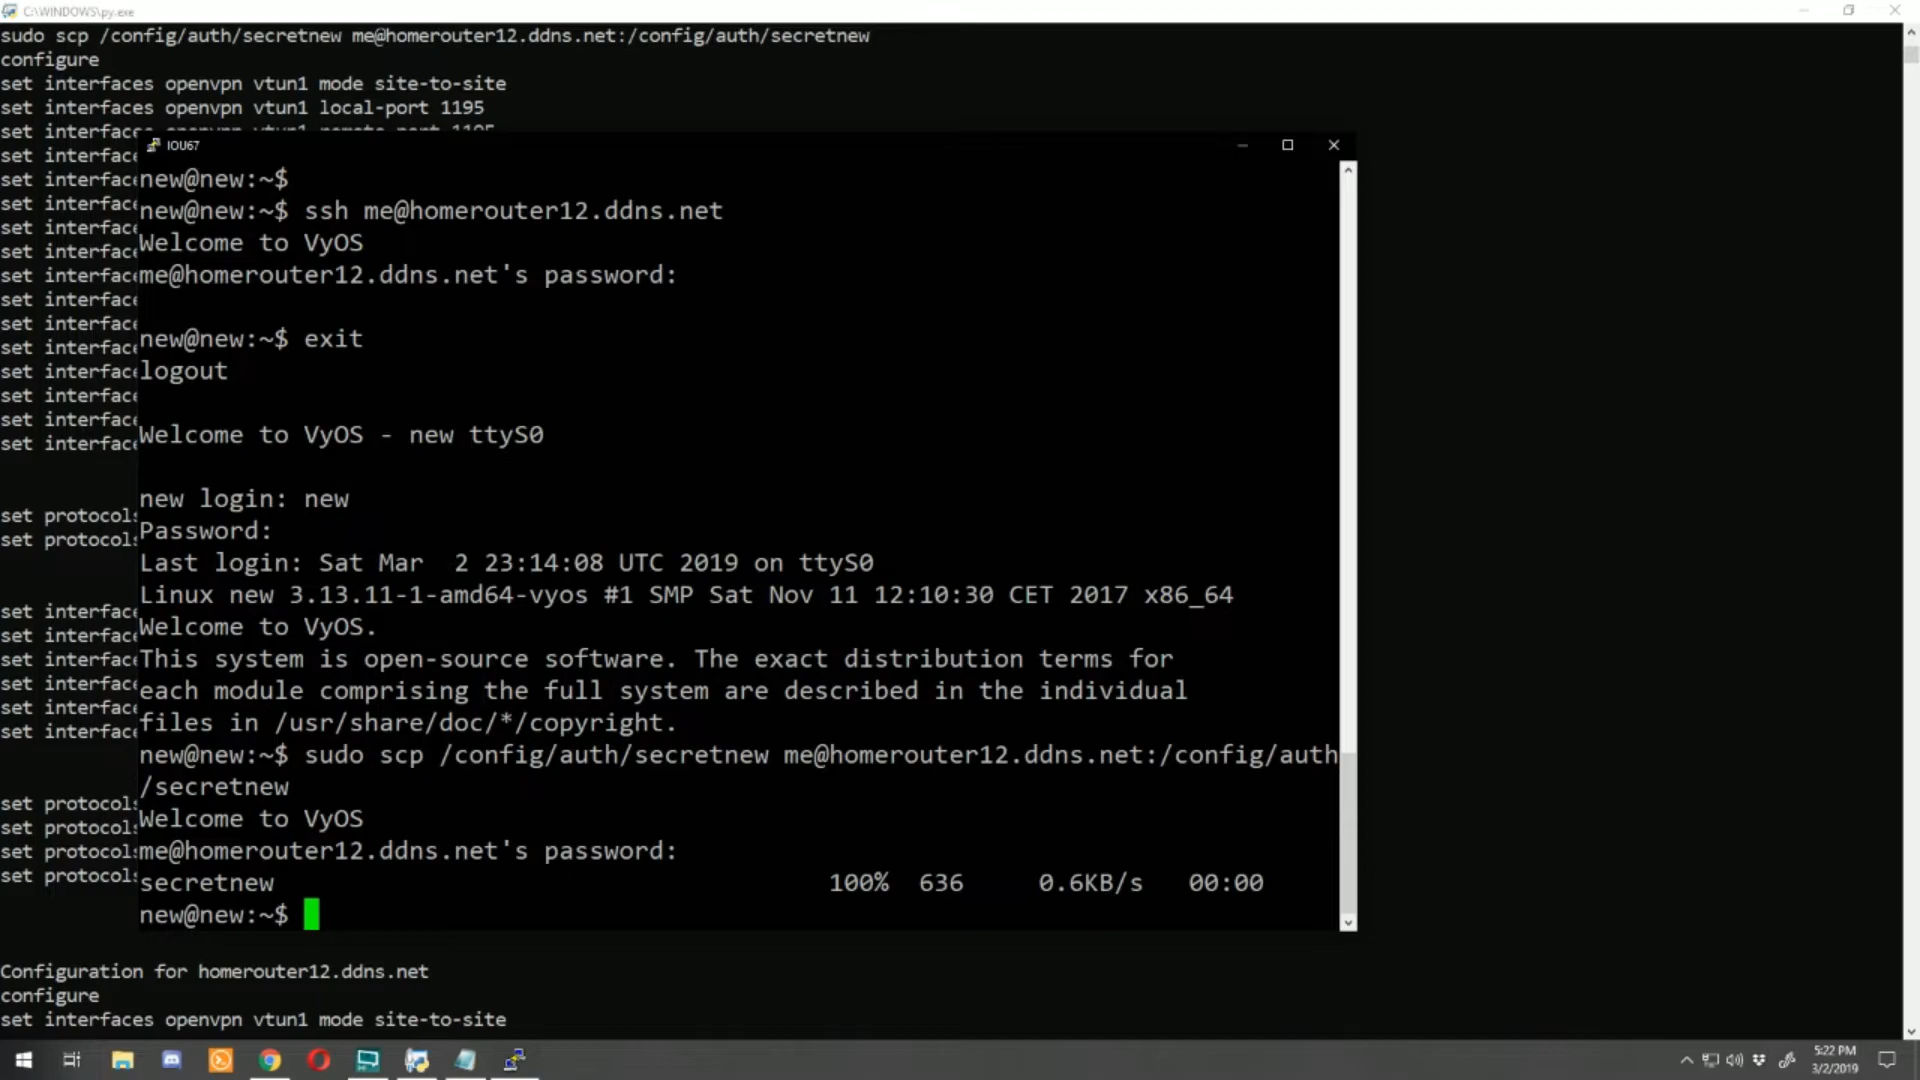 C:\WINDOWS\py.exe
sudo scp /config/auth/secretnew me@homerouter12.ddns.net:/config/auth/secretnew
configure
set interfaces openvpn vtun1 mode site-to-site
set interfaces openvpn vtun1 local-port 1195
set interfaces openvpn vtun1 remote-port 1195
set interface
set interface
set interface
set interface
set interface
set interface
set interface
set interface
set interface
set interface
set interface
set interface
set interface
set protocols
set protocols
set interface
set interface
set interface
set interface
set interface
set interface
set protocols
set protocols
set protocols
set protocols
IOU67
new@new:~$
new@new:~$ ssh me@homerouter12.ddns.net
Welcome to VyOS
me@homerouter12.ddns.net's password:
new@new:~$ exit
logout
Welcome to VyOS - new ttyS0
new login: new
Password:
Last login: Sat Mar  2 23:14:08 UTC 2019 on ttyS0
Linux new 3.13.11-1-amd64-vyos #1 SMP Sat Nov 11 12:10:30 CET 2017 x86_64
Welcome to VyOS.
This system is open-source software. The exact distribution terms for
each module comprising the full system are described in the individual
files in /usr/share/doc/*/copyright.
new@new:~$ sudo scp /config/auth/secretnew me@homerouter12.ddns.net:/config/auth
/secretnew
Welcome to VyOS
me@homerouter12.ddns.net's password:
secretnew 100% 636 0.6KB/s 00:00
new@new:~$
Configuration for homerouter12.ddns.net
configure
set interfaces openvpn vtun1 mode site-to-site
5:22 PM
3/2/2019